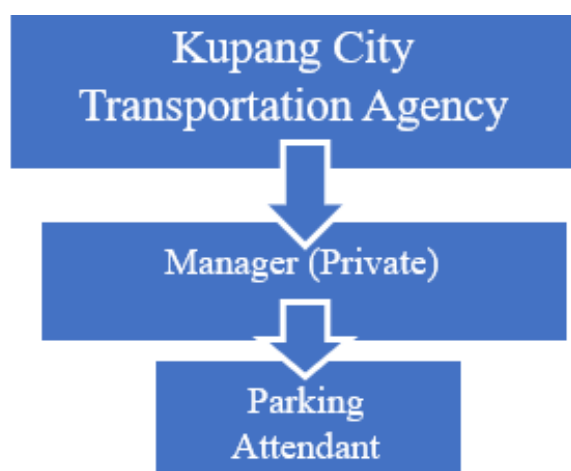 Kupang City
Transportation Agency
Manager (Private)
Parking
Attendant